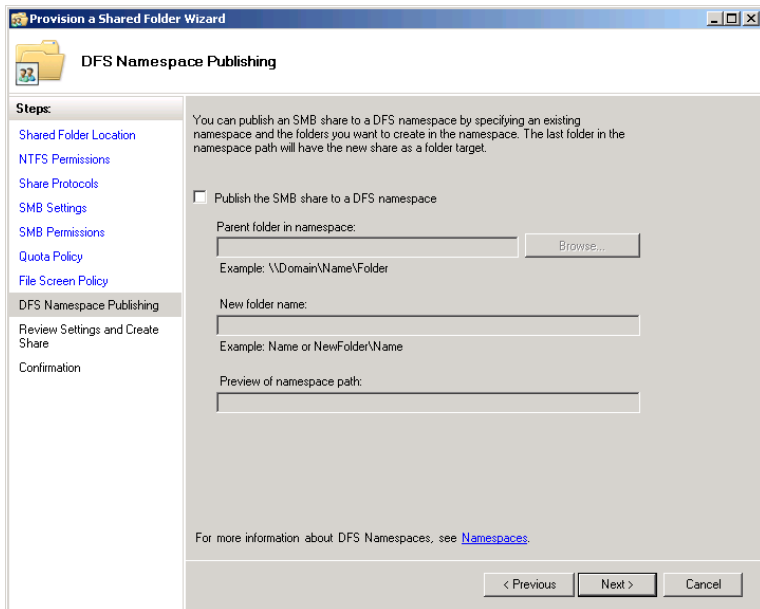 Provision a Shared Folder Wizard
DFS Namespace Publishing
Steps:
Shared Folder Location
NTFS Permissions
Share Protocols
SMB Settings
SMB Permissions
Quota Policy
File Screen Policy
DFS Namespace Publishing
Review Settings and Create
Share
Confirmation
You can publish an SMB share to a DFS namespace by specifying an existing
namespace and the folders you want to create in the namespace. The last folder in the
namespace path will have the new share as a folder target.
Publish the SMB share to a DFS namespace
Parent folder in namespace:
Browse...
Example: \\Domain\Name\Folder
New folder name:
Example: Name or NewFolder\Name
Preview of namespace path:
For more information about DFS Namespaces, see Namespaces.
< Previous
Next >
Cancel